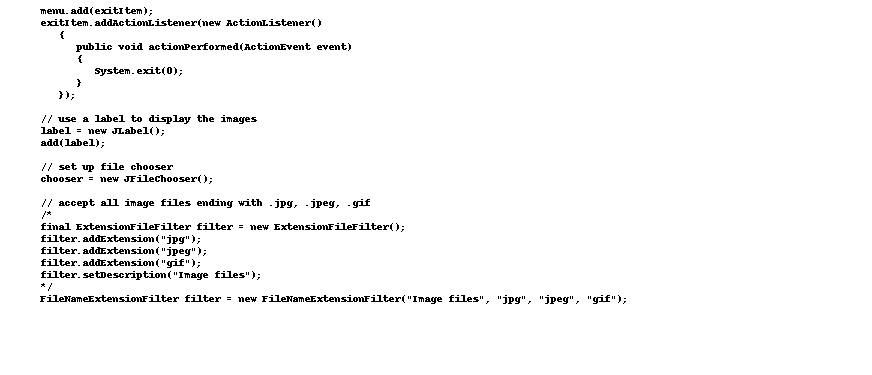 menu.add(exitItem);
exitItem.addActionListener(new ActionListener()
{
public void actionPerformed(ActionEvent event)
{
System.exit(0);
}
});
// use a label to display the images
label = new JLabel();
add(label);
// set up file chooser
chooser = new JFileChooser();
// accept all image files ending with .jpg, .jpeg, .gif
/*
final ExtensionFileFilter filter = new ExtensionFileFilter();
filter.addExtension("jpg");
filter.addExtension("jpeg");
filter.addExtension("gif");
filter.setDescription("Image files");
*/
FileNameExtensionFilter filter = new FileNameExtensionFilter("Image files", "jpg", "jpeg", "gif");